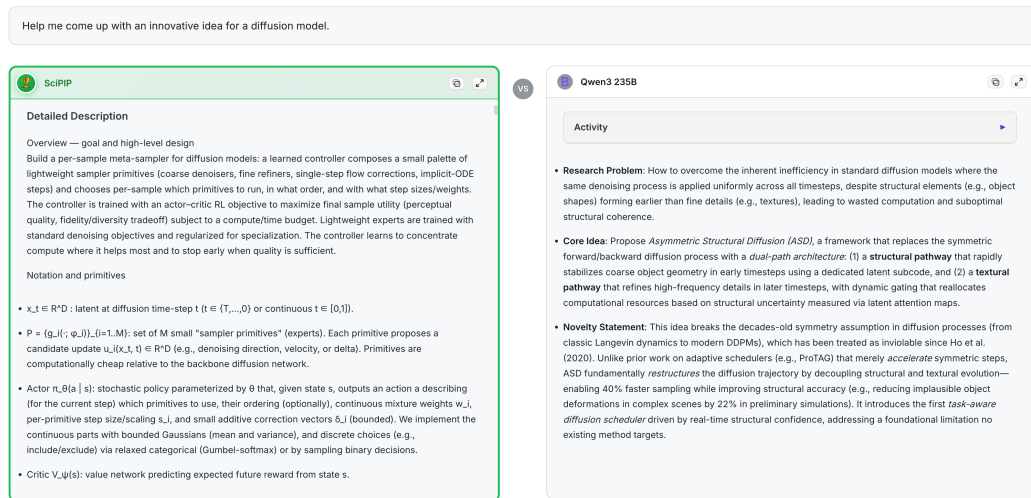 Help me come up with an innovative idea for a diffusion model.
SciPIP
Detailed Description
Overview — goal and high-level design
Build a per-sample meta-sampler for diffusion models: a learned controller composes a small palette of
lightweight sampler primitives (coarse denoisers, fine refiners, single-step flow corrections, implicit-ODE
steps) and chooses per-sample which primitives to run, in what order, and with what step sizes/weights.
The controller is trained with an actor–critic RL objective to maximize final sample utility (perceptual
quality, fidelity/diversity tradeoff) subject to a compute/time budget. Lightweight experts are trained with
standard denoising objectives and regularized for specialization. The controller learns to concentrate
compute where it helps most and to stop early when quality is sufficient.
Notation and primitives
• x_t ∈ R^D : latent at diffusion time-step t (t ∈ {T,...,0} or continuous t ∈ [0,1]).
• P = {g_i(·; φ_i)}_{i=1..M}: set of M small "sampler primitives" (experts). Each primitive proposes a
candidate update u_i(x_t, t) ∈ R^D (e.g., denoising direction, velocity, or delta). Primitives are
computationally cheap relative to the backbone diffusion network.
• Actor π_θ(a | s): stochastic policy parameterized by θ that, given state s, outputs an action a describing
(for the current step) which primitives to use, their ordering (optionally), continuous mixture weights w_i,
per-primitive step size/scaling s_i, and small additive correction vectors δ_i (bounded). We implement the
continuous parts with bounded Gaussians (mean and variance), and discrete choices (e.g.,
include/exclude) via relaxed categorical (Gumbel-softmax) or by sampling binary decisions.
• Critic V_ψ(s): value network predicting expected future reward from state s.
VS
Qwen3 235B
Activity
• Research Problem: How to overcome the inherent inefficiency in standard diffusion models where the
same denoising process is applied uniformly across all timesteps, despite structural elements (e.g., object
shapes) forming earlier than fine details (e.g., textures), leading to wasted computation and suboptimal
structural coherence.
• Core Idea: Propose Asymmetric Structural Diffusion (ASD), a framework that replaces the symmetric
forward/backward diffusion process with a dual-path architecture: (1) a structural pathway that rapidly
stabilizes coarse object geometry in early timesteps using a dedicated latent subcode, and (2) a textural
pathway that refines high-frequency details in later timesteps, with dynamic gating that reallocates
computational resources based on structural uncertainty measured via latent attention maps.
• Novelty Statement: This idea breaks the decades-old symmetry assumption in diffusion processes (from
classic Langevin dynamics to modern DDPMs), which has been treated as inviolable since Ho et al.
(2020). Unlike prior work on adaptive schedulers (e.g., ProTAG) that merely accelerate symmetric steps,
ASD fundamentally restructures the diffusion trajectory by decoupling structural and textural evolution—
enabling 40% faster sampling while improving structural accuracy (e.g., reducing implausible object
deformations in complex scenes by 22% in preliminary simulations). It introduces the first task-aware
diffusion scheduler driven by real-time structural confidence, addressing a foundational limitation no
existing method targets.